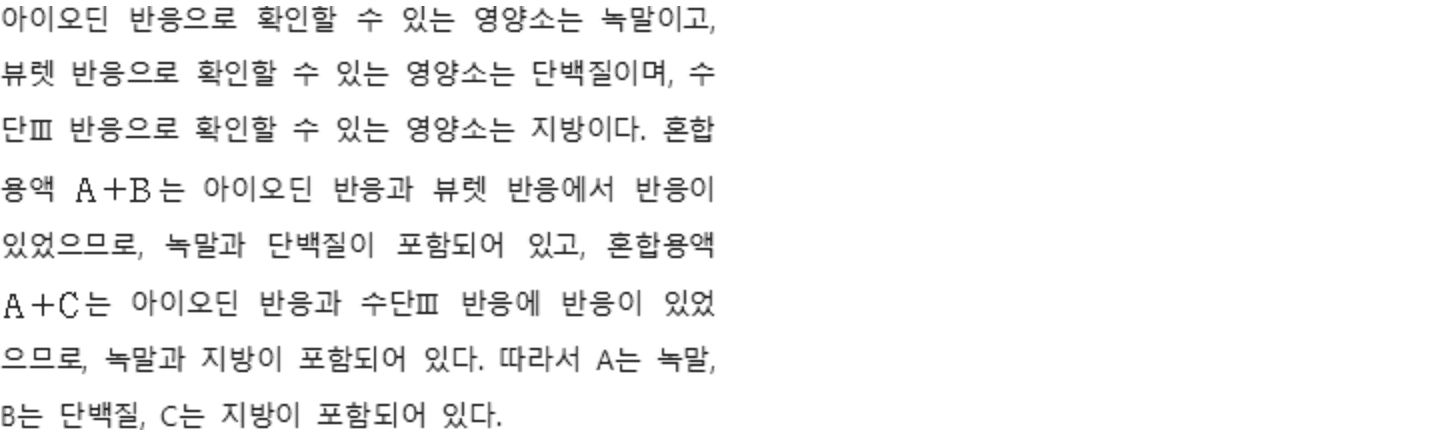 아이오딘 반응으로 확인할 수 있는 영양소는 녹말이고,
뷰렛 반응으로 확인할 수 있는 영양소는 단백질이며, 수
단Ⅲ 반응으로 확인할 수 있는 영양소는 지방이다. 혼합
용액 A+B는 아이오딘 반응과 뷰렛 반응에서 반응이
있었으므로, 녹말과 단백질이 포함되어 있고, 혼합용액
A+C는 아이오딘 반응과 수단Ⅲ 반응에 반응이 있었
으므로, 녹말과 지방이 포함되어 있다. 따라서 A는 녹말,
B는 단백질, C는 지방이 포함되어 있다.